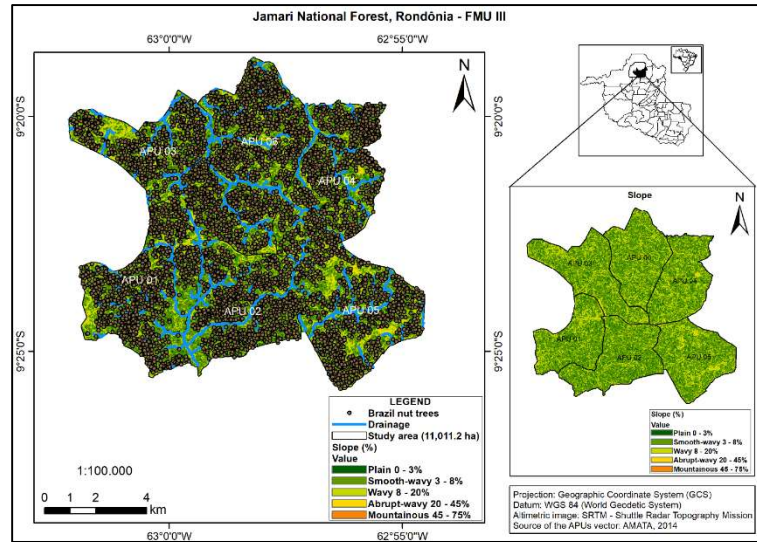 Jamari National Forest, Rondônia - FMU III
63°0'0"W
62°55'0"W
N
9°20'0"S
9°20'0"S
APU 03
APU 06
APU 04
APU 01
APU 02
APU 05
9°25'0"S
9°25'0"S
LEGEND
Brazil nut trees
Drainage
Study area (11,011.2 ha)
Slope (%)
Value
Plain 0 - 3%
Smooth-wavy 3 - 8%
Wavy 8 - 20%
Abrupt-wavy 20 - 45%
Mountainous 45 - 75%
1:100.000
0 1 2 4
km
63°0'0"W
62°55'0"W
Slope
N
APU 03
APU 06
APU 04
APU 01
APU 02
APU 05
Slope (%)
Value
Plain 0 - 3%
Smooth-wavy 3 - 8%
Wavy 8 - 20%
Abrupt-wavy 20 - 45%
Mountainous 45 - 75%
Projection: Geographic Coordinate System (GCS)
Datum: WGS 84 (World Geodetic System)
Altimetric image: SRTM - Shuttle Radar Topography Mission
Source of the APUs vector: AMATA, 2014